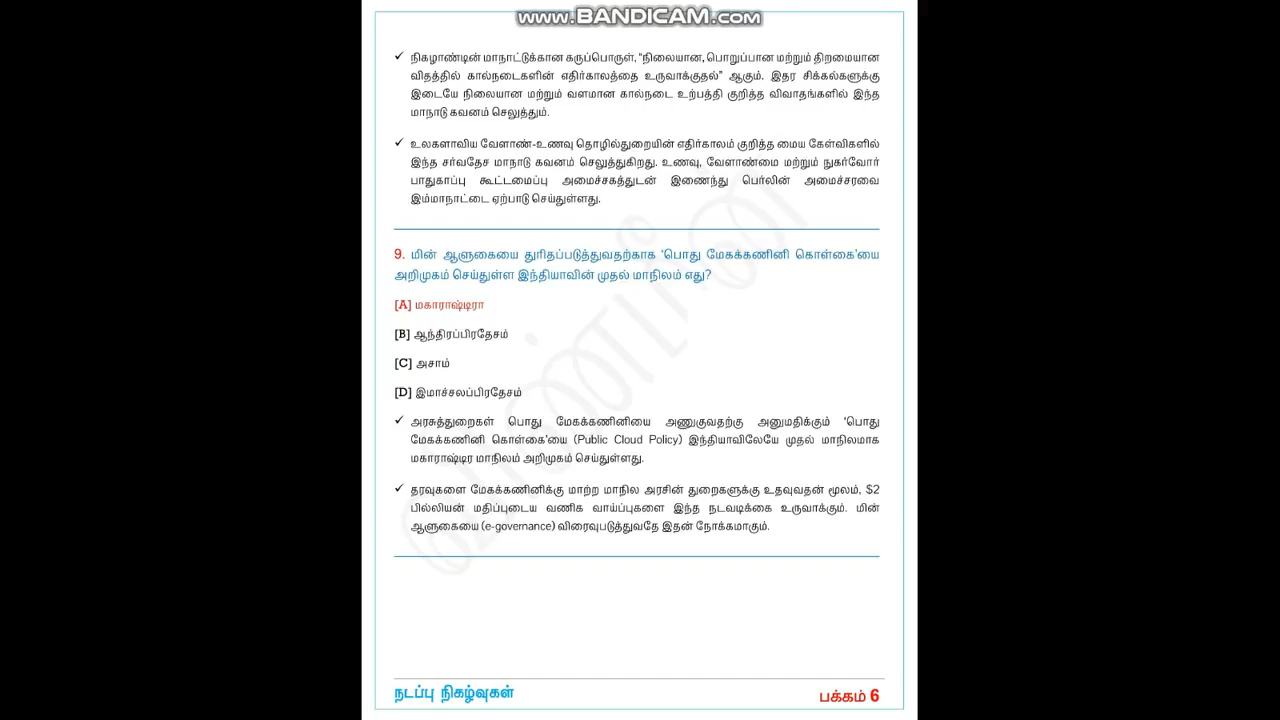 www.BANDICAM.com
✓ நிகழாண்டின் மாநாட்டுக்கான கருப்பொருள், “நிலையான, பொறுப்பான மற்றும் திறமையான
விதத்தில் கால்நடைகளின் எதிர்காலத்தை உருவாக்குதல்” ஆகும். இதர சிக்கல்களுக்கு
இடையே நிலையான மற்றும் வளமான கால்நடை உற்பத்தி குறித்த விவாதங்களில் இந்த
மாநாடு கவனம் செலுத்தும்.
✓ உலகளாவிய வேளாண்-உணவு தொழில்துறையின் எதிர்காலம் குறித்த மைய கேள்விகளில்
இந்த சர்வதேச மாநாடு கவனம் செலுத்துகிறது. உணவு, வேளாண்மை மற்றும் நுகர்வோர்
பாதுகாப்பு கூட்டமைப்பு அமைச்சகத்துடன் இணைந்து பெர்லின் அமைச்சரவை
இம்மாநாட்டை ஏற்பாடு செய்துள்ளது.
9. மின் ஆளுகையை துரிதப்படுத்துவதற்காக ‘பொது மேகக்கணினி கொள்கை’யை
அறிமுகம் செய்துள்ள இந்தியாவின் முதல் மாநிலம் எது?
[A] மகாராஷ்டிரா
[B] ஆந்திரப்பிரதேசம்
[C] அசாம்
[D] இமாச்சலப்பிரதேசம்
✓ அரசுத்துறைகள் பொது மேகக்கணினியை அணுகுவதற்கு அனுமதிக்கும் ‘பொது
மேகக்கணினி கொள்கை’யை (Public Cloud Policy) இந்தியாவிலேயே முதல் மாநிலமாக
மகாராஷ்டிர மாநிலம் அறிமுகம் செய்துள்ளது.
✓ தரவுகளை மேகக்கணினிக்கு மாற்ற மாநில அரசின் துறைகளுக்கு உதவுவதன் மூலம், $2
பில்லியன் மதிப்புடைய வணிக வாய்ப்புகளை இந்த நடவடிக்கை உருவாக்கும். மின்
ஆளுகையை (e-governance) விரைவுபடுத்துவதே இதன் நோக்கமாகும்.
நடப்பு நிகழ்வுகள்
பக்கம் 6